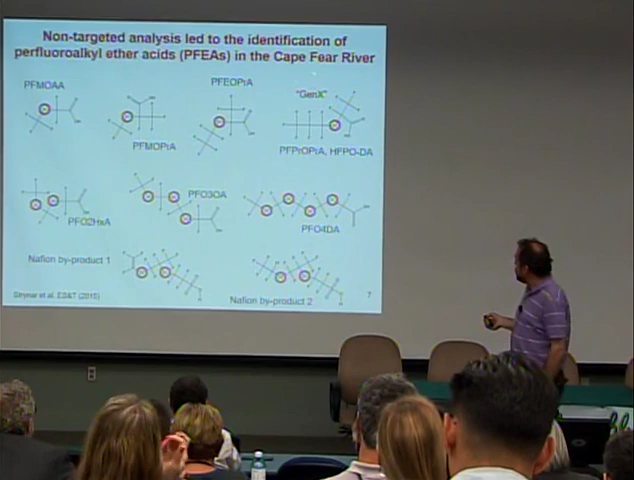 Non-targeted analysis led to the identification of
perfluoroalkyl ether acids (PFEAs) in the Cape Fear River
PFMOAA
PFEOPrA
"GenX"
PFMOPrA
PFPrOPrA, HFPO-DA
PFO2HxA
PFO3OA
PFO4DA
Nafion by-product 1
Nafion by-product 2
Strynar et al. ES&T (2015)
7